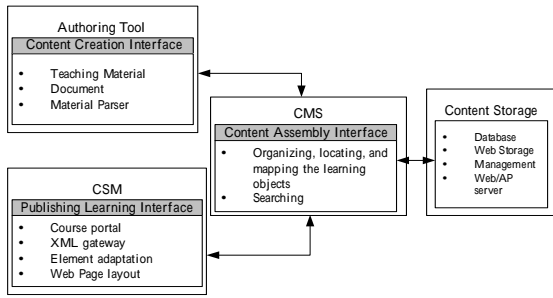 Authoring Tool
Content Creation Interface
• Teaching Material
• Document
• Material Parser
CMS
Content Assembly Interface
• Organizing, locating, and
mapping the learning
objects
• Searching
Content Storage
• Database
• Web Storage
• Management
• Web/AP
server
CSM
Publishing Learning Interface
• Course portal
• XML gateway
• Element adaptation
• Web Page layout